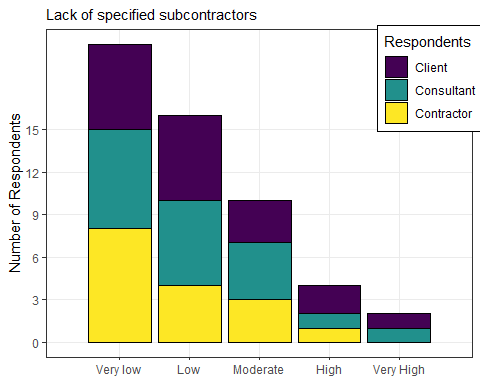 Lack of specified subcontractors
Respondents
Client
Consultant
Contractor
Number of Respondents
15
12
9
6
3
0
Very low
Low
Moderate
High
Very High